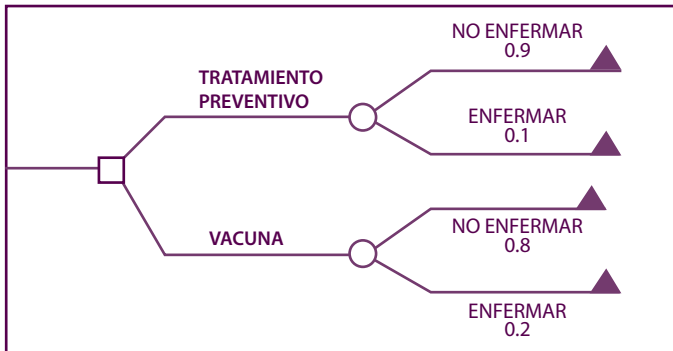 NO ENFERMAR
0.9
TRATAMIENTO
PREVENTIVO
ENFERMAR
0.1
VACUNA
NO ENFERMAR
0.8
ENFERMAR
0.2